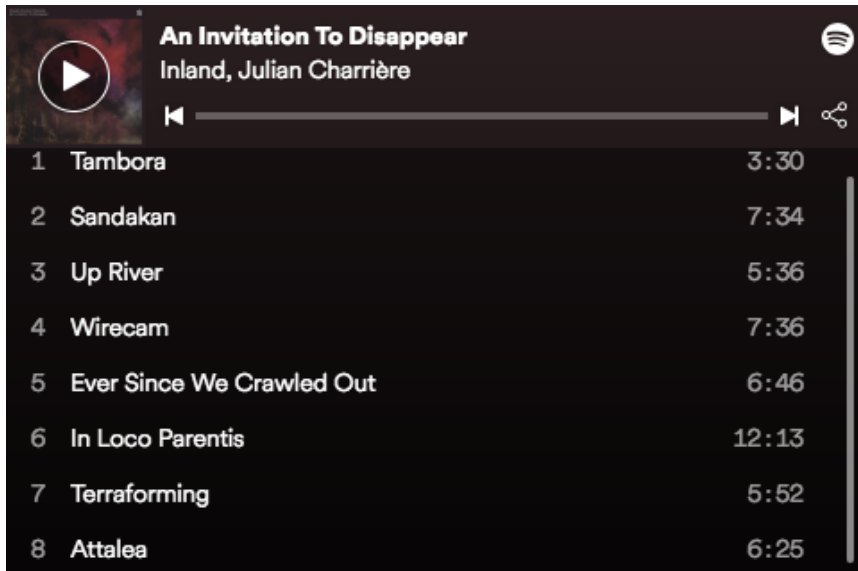 An Invitation To Disappear
Inland, Julian Charrière
1 Tambora 3:30
2 Sandakan 7:34
3 Up River 5:36
4 Wirecam 7:36
5 Ever Since We Crawled Out 6:46
6 In Loco Parentis 12:13
7 Terraforming 5:52
8 Attalea 6:25